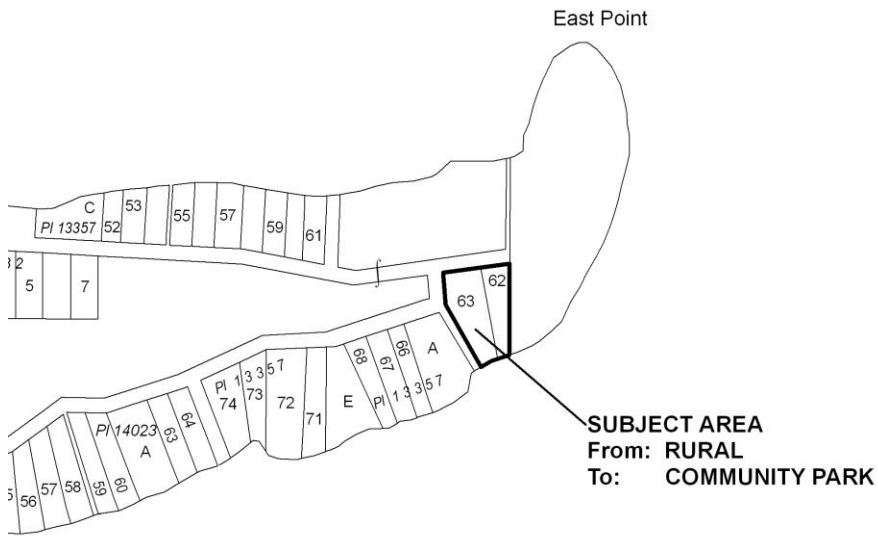 East Point
C
53
Pl 13357
52
55
57
59
61
3 2
5
7
62
63
A
66
67
68
Pl 1 3 3 5 7
E
Pl 1 3 3 5 7
74
73
72
71
64
63
Pl 14023
A
60
59
58
57
56
5
SUBJECT AREA
From: RURAL
To: COMMUNITY PARK